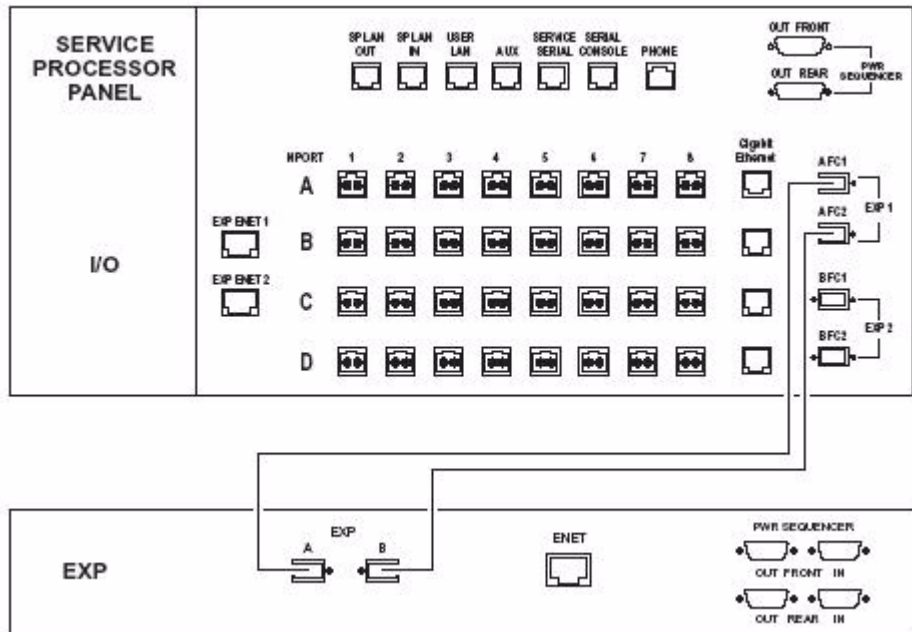 SERVICE
PROCESSOR
PANEL
SP LAN OUT
SP LAN IN
USER LAN
AUX
SERVICE SERIAL
SERIAL CONSOLE
PHONE
OUT FRONT
OUT REAR
PWR SEQUENCER
I/O
NPORT 1 2 3 4 5 6 7 8
Gigabit Ethernet
A
B
C
D
EXP ENET 1
EXP ENET 2
AFC1
AFC2
EXP 1
BFC1
BFC2
EXP 2
EXP
EXP
A B
ENET
PWR SEQUENCER
OUT FRONT IN
OUT REAR IN